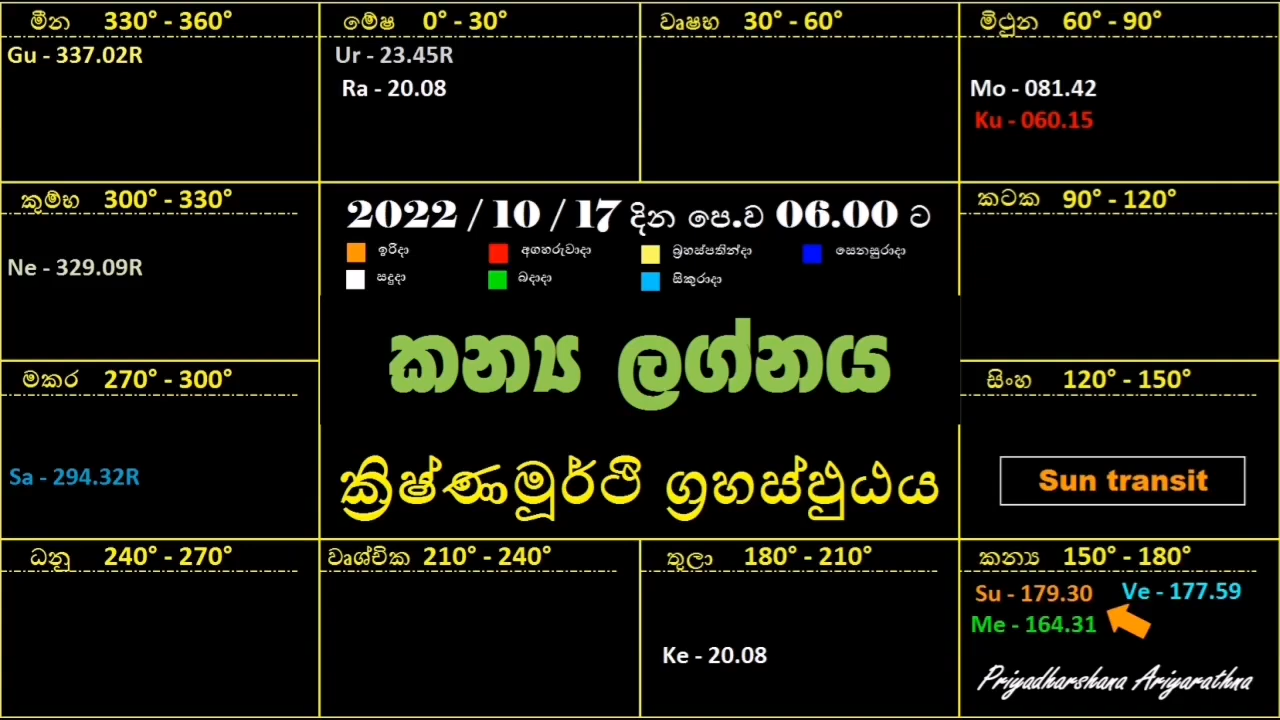 මීන 330° - 360°
Gu - 337.02R
මේෂ 0° - 30°
Ur - 23.45R
Ra - 20.08
වෘෂභ 30° - 60°
මිථුන 60° - 90°
Mo - 081.42
Ku - 060.15
කුම්භ 300° - 330°
Ne - 329.09R
2022 / 10 / 17 දින පෙ.ව 06.00 ට
ඉරිදා අගහරුවාදා බ්‍රහස්පතින්දා සෙනසුරාදා
සදුදා බදාදා සිකුරාදා
කන්‍ය ලග්නය
ක්‍රිෂ්ණමූර්ථි ග්‍රහස්ඵුඨය
කටක 90° - 120°
මකර 270° - 300°
Sa - 294.32R
සිංහ 120° - 150°
Sun transit
ධනු 240° - 270°
වෘශ්චික 210° - 240°
තුලා 180° - 210°
Ke - 20.08
කන්‍ය 150° - 180°
Su - 179.30 Ve - 177.59
Me - 164.31
Priyadharshana Ariyarathna